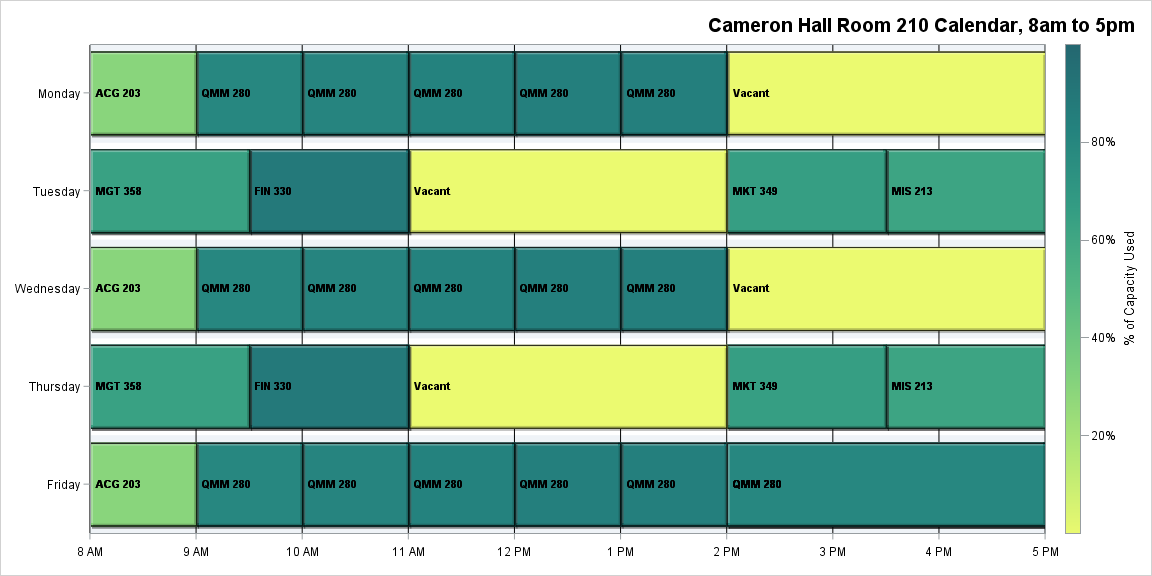 Cameron Hall Room 210 Calendar, 8am to 5pm
Monday ACG 203 QMM 280 QMM 280 QMM 280 QMM 280 QMM 280 Vacant
80%
Tuesday MGT 358 FIN 330 Vacant MKT 349 MIS 213
60%
% of Capacity Used
Wednesday ACG 203 QMM 280 QMM 280 QMM 280 QMM 280 QMM 280 Vacant
40%
Thursday MGT 358 FIN 330 Vacant MKT 349 MIS 213
20%
Friday ACG 203 QMM 280 QMM 280 QMM 280 QMM 280 QMM 280 QMM 280
8 AM 9 AM 10 AM 11 AM 12 PM 1 PM 2 PM 3 PM 4 PM 5 PM